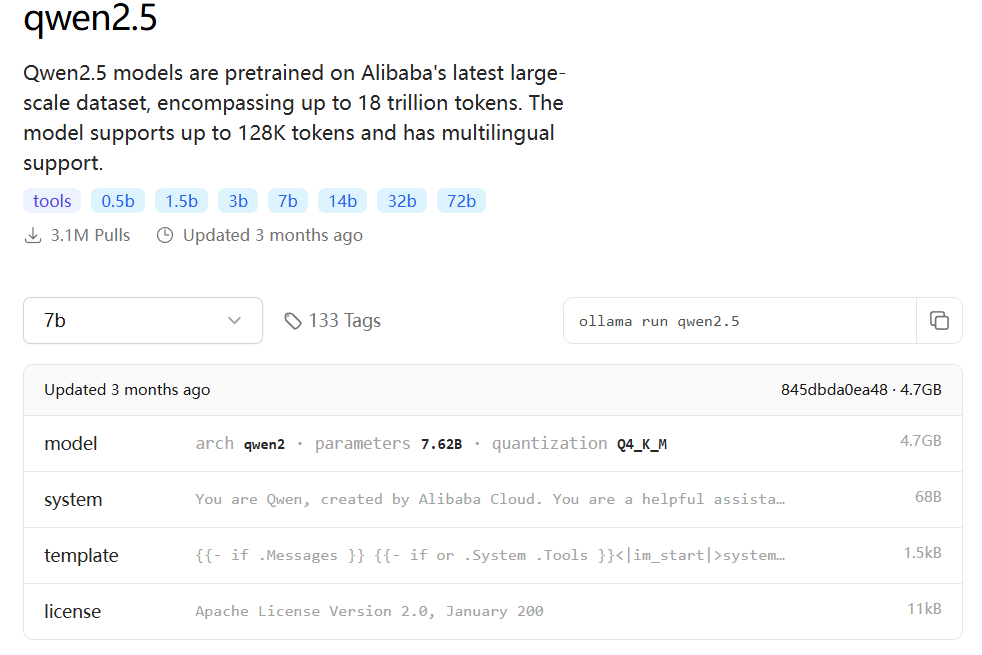 qwen2.5
Qwen2.5 models are pretrained on Alibaba's latest large-
scale dataset, encompassing up to 18 trillion tokens. The
model supports up to 128K tokens and has multilingual
support.
tools 0.5b 1.5b 3b 7b 14b 32b 72b
3.1M Pulls Updated 3 months ago
7b 133 Tags ollama run qwen2.5
Updated 3 months ago 845dbda0ea48 · 4.7GB
model arch qwen2 · parameters 7.62B · quantization Q4_K_M 4.7GB
system You are Qwen, created by Alibaba Cloud. You are a helpful assista… 68B
template {{- if .Messages }} {{- if or .System .Tools }}<|im_start|>system… 1.5kB
license Apache License Version 2.0, January 200 11kB